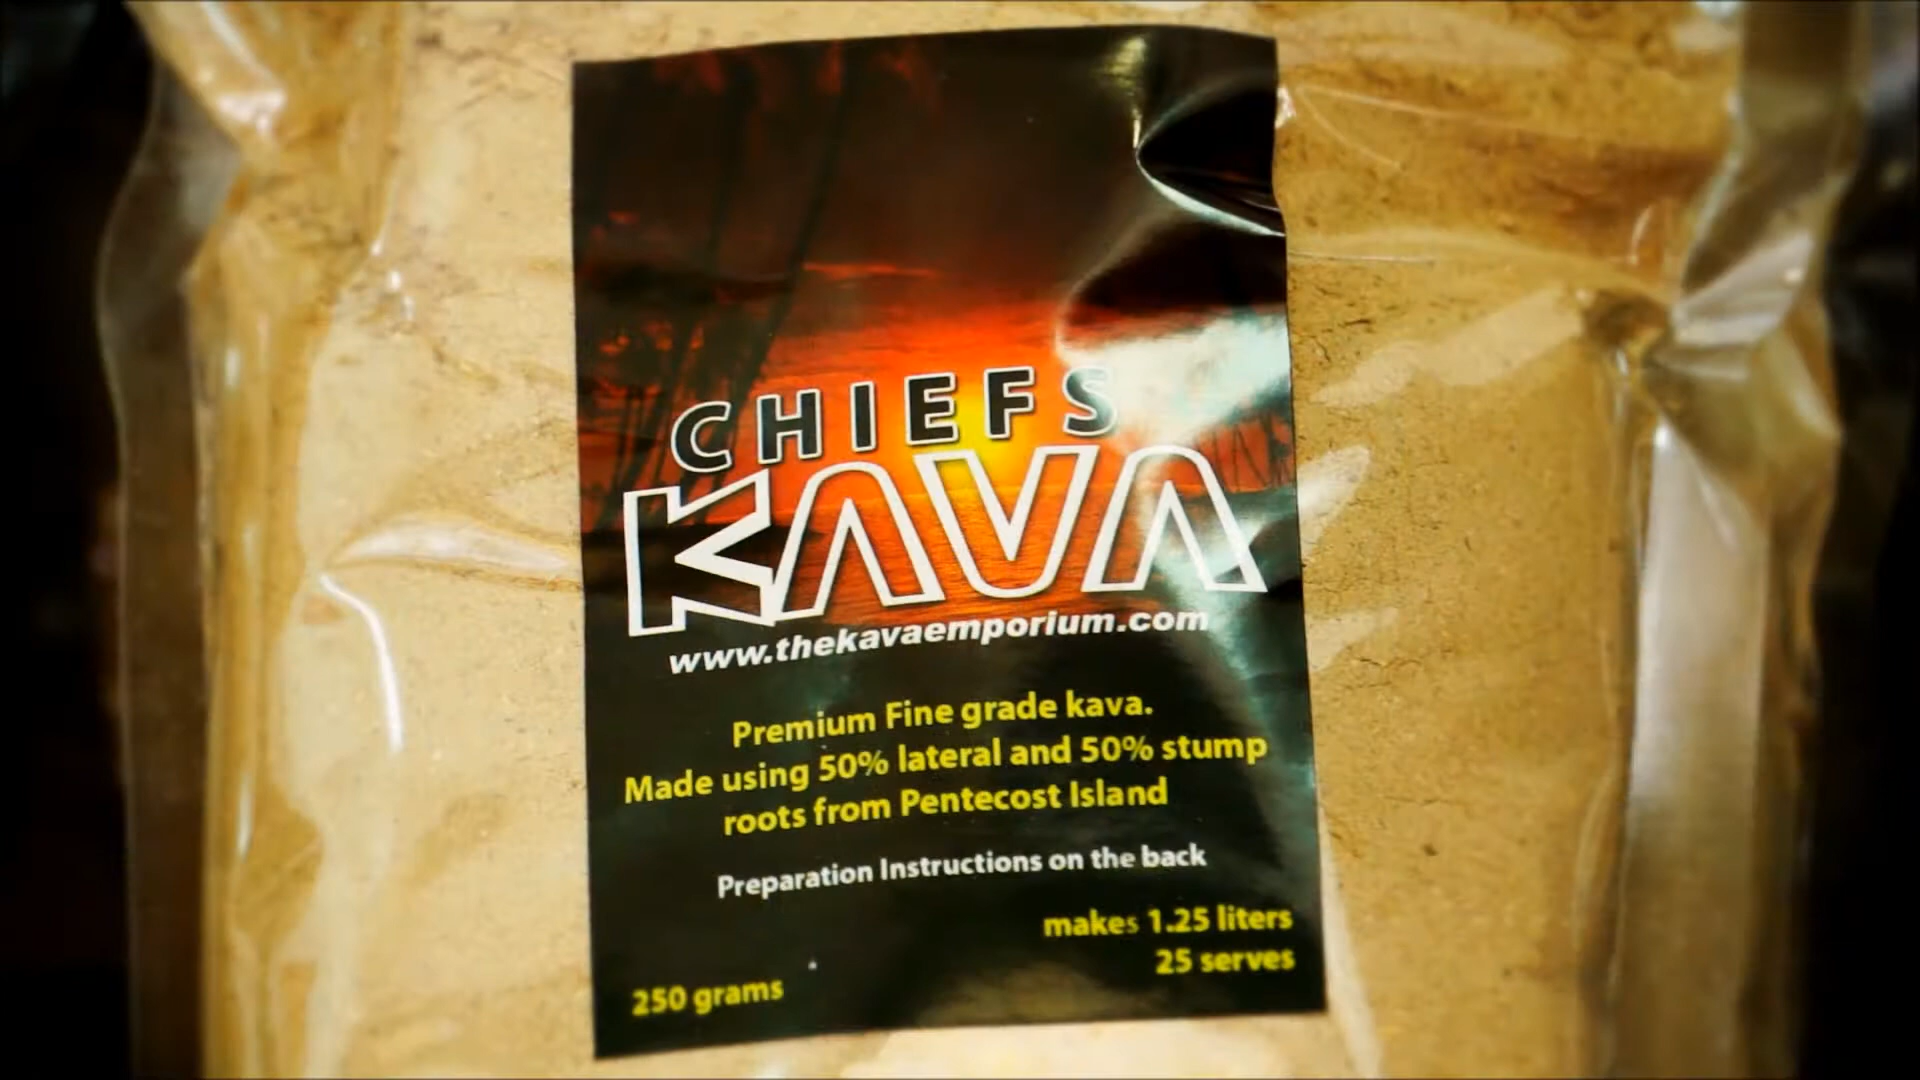 CHIEFS
KAVA
www.thekavaemporium.com
Premium Fine grade kava.
Made using 50% lateral and 50% stump
roots from Pentecost Island
Preparation Instructions on the back
makes 1.25 liters
25 serves
250 grams